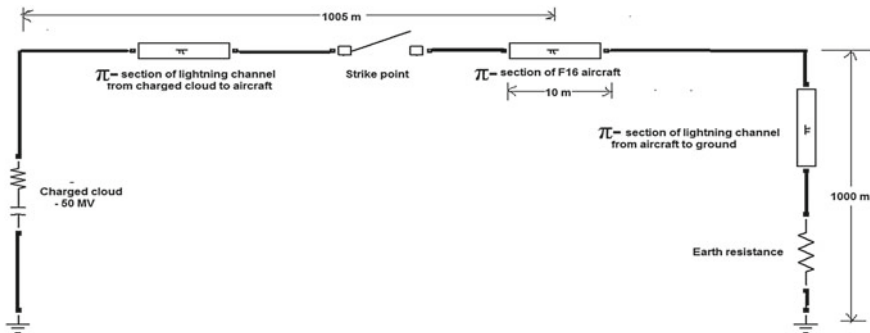 1005 m
π
π- section of lightning channel
from charged cloud to aircraft
Strike point
π
π- section of F16 aircraft
10 m
π
π- section of lightning channel
from aircraft to ground
Charged cloud
- 50 MV
1000 m
Earth resistance